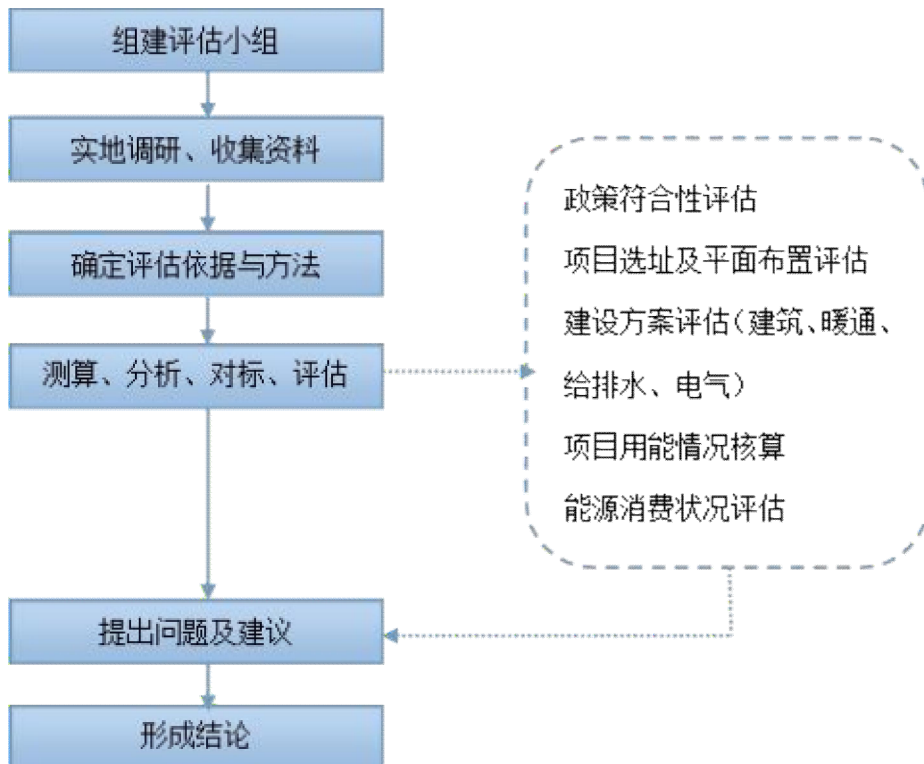 组建评估小组
实地调研、收集资料
确定评估依据与方法
测算、分析、对标、评估
政策符合性评估
项目选址及平面布置评估
建设方案评估（建筑、暖通、
给排水、电气）
项目用能情况核算
能源消费状况评估
提出问题及建议
形成结论